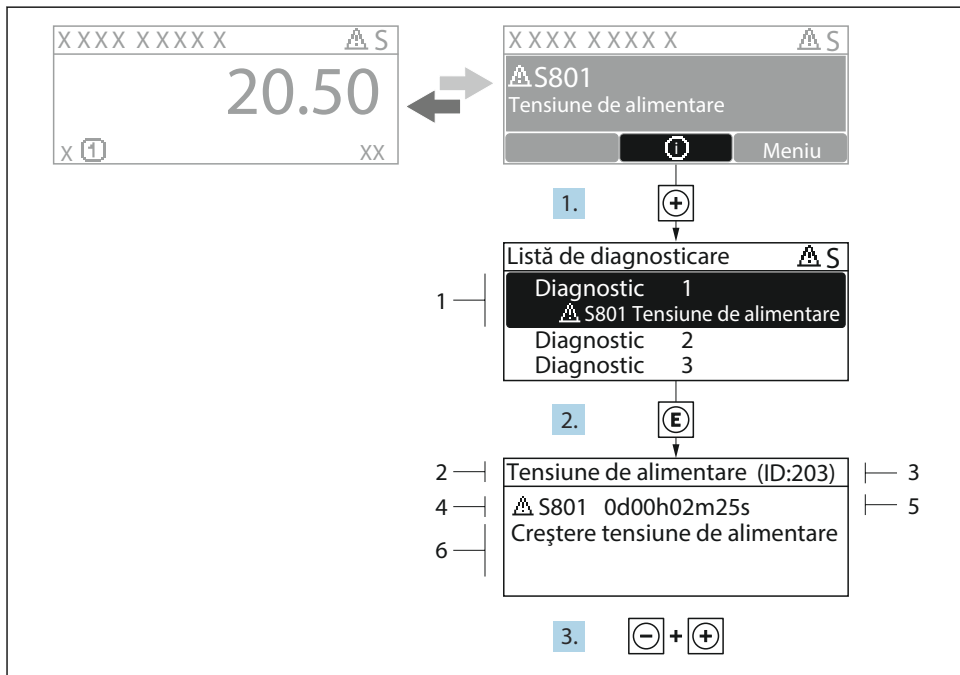 XXXX XXXXX S
20.50
X 1 XX
XXXX XXXXX S
S801
Tensiune de alimentare
i Meniu
1. +
Listă de diagnosticare S
1 Diagnostic 1
S801 Tensiune de alimentare
Diagnostic 2
Diagnostic 3
2. E
2 Tensiune de alimentare (ID:203) 3
4 S801 0d00h02m25s 5
6 Creştere tensiune de alimentare
3. - + +